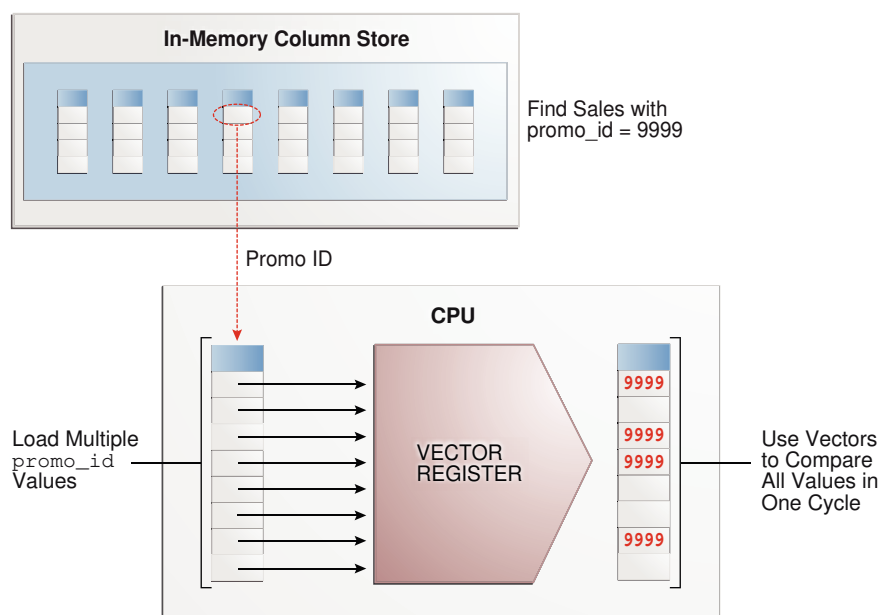 In-Memory Column Store
Find Sales with
promo_id = 9999
Promo ID
CPU
Load Multiple
promo_id
Values
VECTOR
REGISTER
9999
9999
9999
9999
Use Vectors
to Compare
All Values in
One Cycle